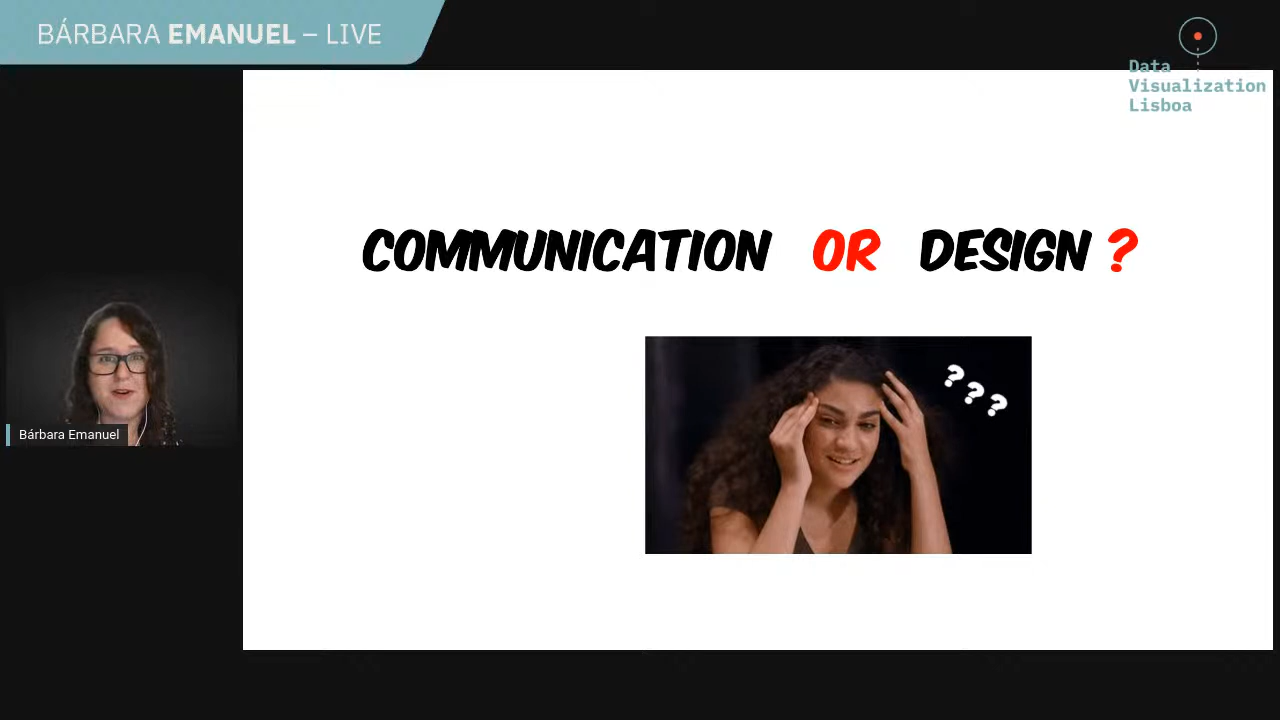 BÁRBARA EMANUEL – LIVE
Data
Visualization
Lisboa
COMMUNICATION OR DESIGN ?
? ? ?
Bárbara Emanuel